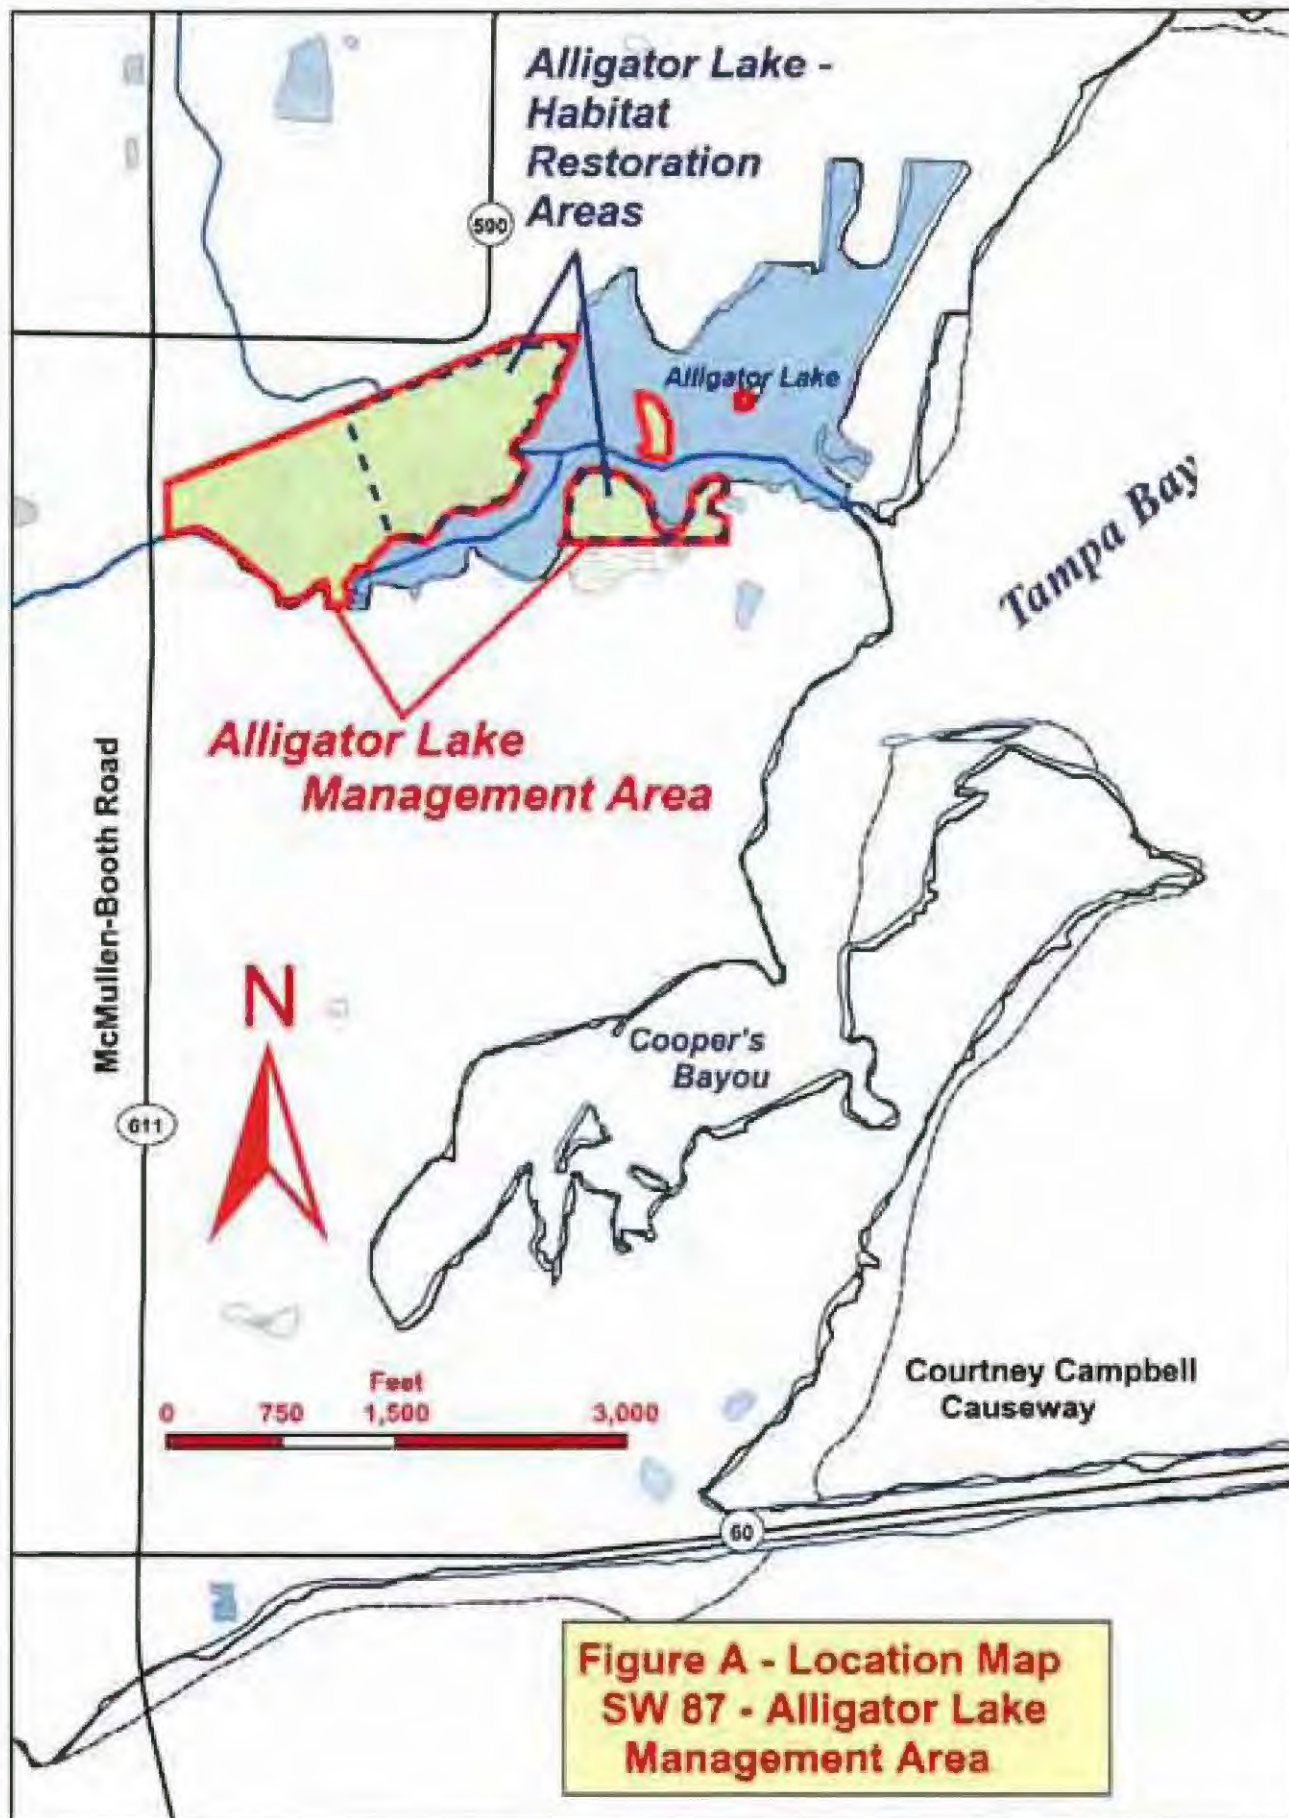 Alligator Lake -
Habitat
Restoration
Areas
590
Alligator Lake
Tampa Bay
Alligator Lake
Management Area
McMullen-Booth Road
N
Cooper's
Bayou
611
Feet
0 750 1,500 3,000
Courtney Campbell
Causeway
60
Figure A - Location Map
SW 87 - Alligator Lake
Management Area